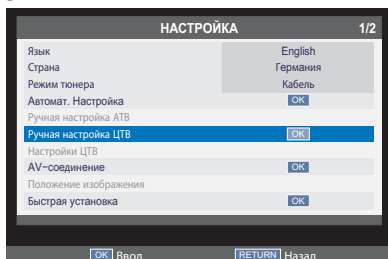 НАСТРОЙКА 1/2
Язык English
Страна Германия
Режим тюнера Кабель
Автомат. Настройка OK
Ручная настройка АТВ
Ручная настройка ЦТВ OK
Настройки ЦТВ
AV-соединение OK
Положение изображения
Быстрая установка OK
OK Ввод RETURN Назад